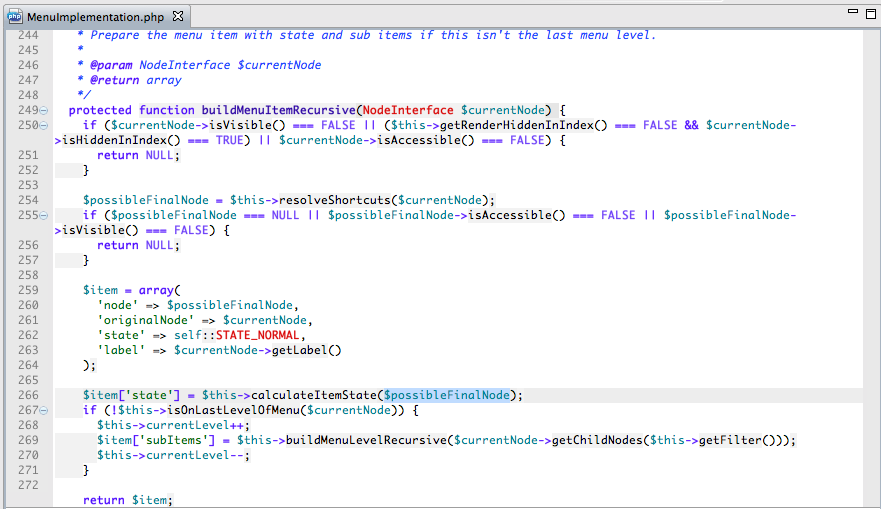 php MenuImplementation.php
244    * Prepare the menu item with state and sub items if this isn't the last menu level.
245    *
246    * @param NodeInterface $currentNode
247    * @return array
248    */
249   protected function buildMenuItemRecursive(NodeInterface $currentNode) {
250     if ($currentNode->isVisible() === FALSE || ($this->getRenderHiddenInIndex() === FALSE && $currentNode-
>isHiddenInIndex() === TRUE) || $currentNode->isAccessible() === FALSE) {
251       return NULL;
252     }
253
254     $possibleFinalNode = $this->resolveShortcuts($currentNode);
255     if ($possibleFinalNode === NULL || $possibleFinalNode->isAccessible() === FALSE || $possibleFinalNode-
>isVisible() === FALSE) {
256       return NULL;
257     }
258
259     $item = array(
260       'node' => $possibleFinalNode,
261       'originalNode' => $currentNode,
262       'state' => self::STATE_NORMAL,
263       'label' => $currentNode->getLabel()
264     );
265
266     $item['state'] = $this->calculateItemState($possibleFinalNode);
267     if (!$this->isOnLastLevelOfMenu($currentNode)) {
268       $this->currentLevel++;
269       $item['subItems'] = $this->buildMenuLevelRecursive($currentNode->getChildNodes($this->getFilter()));
270       $this->currentLevel--;
271     }
272
    return $item;